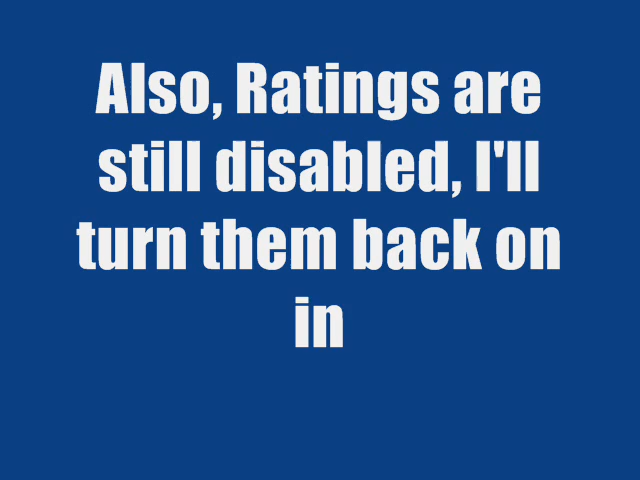 Also, Ratings are
still disabled, I'll
turn them back on
in